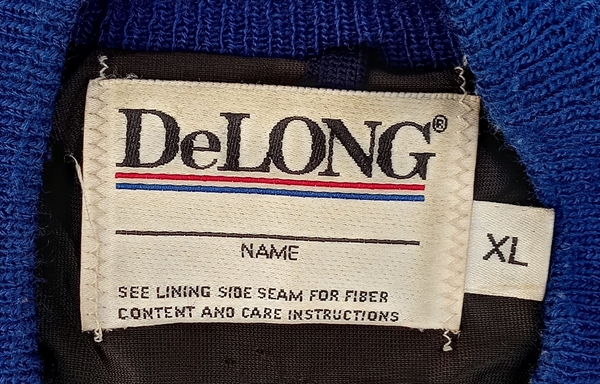 DeLONG®
NAME
XL
SEE LINING SIDE SEAM FOR FIBER
CONTENT AND CARE INSTRUCTIONS